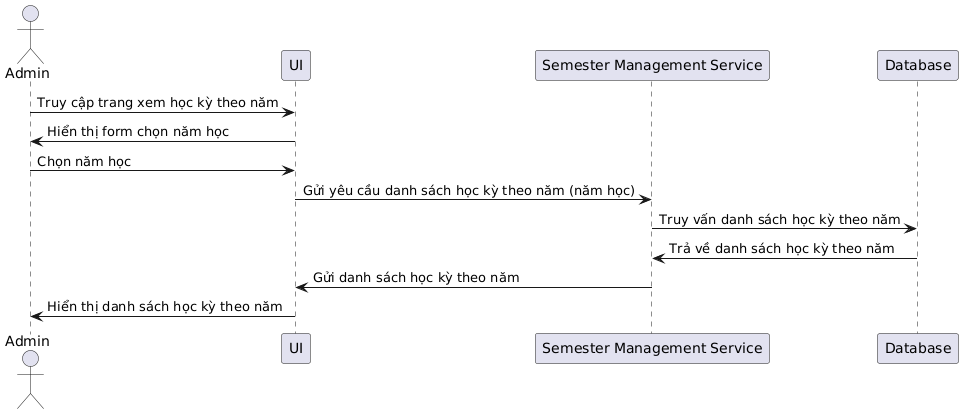 Admin
UI
Semester Management Service
Database
Truy cập trang xem học kỳ theo năm
Hiển thị form chọn năm học
Chọn năm học
Gửi yêu cầu danh sách học kỳ theo năm (năm học)
Truy vấn danh sách học kỳ theo năm
Trả về danh sách học kỳ theo năm
Gửi danh sách học kỳ theo năm
Hiển thị danh sách học kỳ theo năm
Admin
UI
Semester Management Service
Database